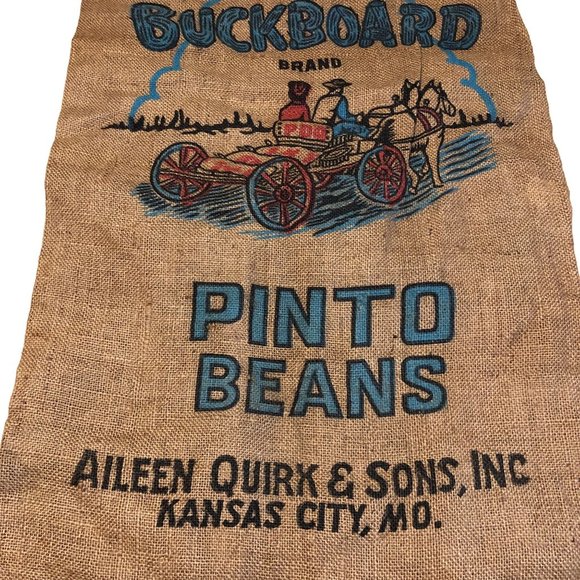 BUCKBOARD
BRAND
PINTO
BEANS
AILEEN QUIRK & SONS, INC
KANSAS CITY, MO.